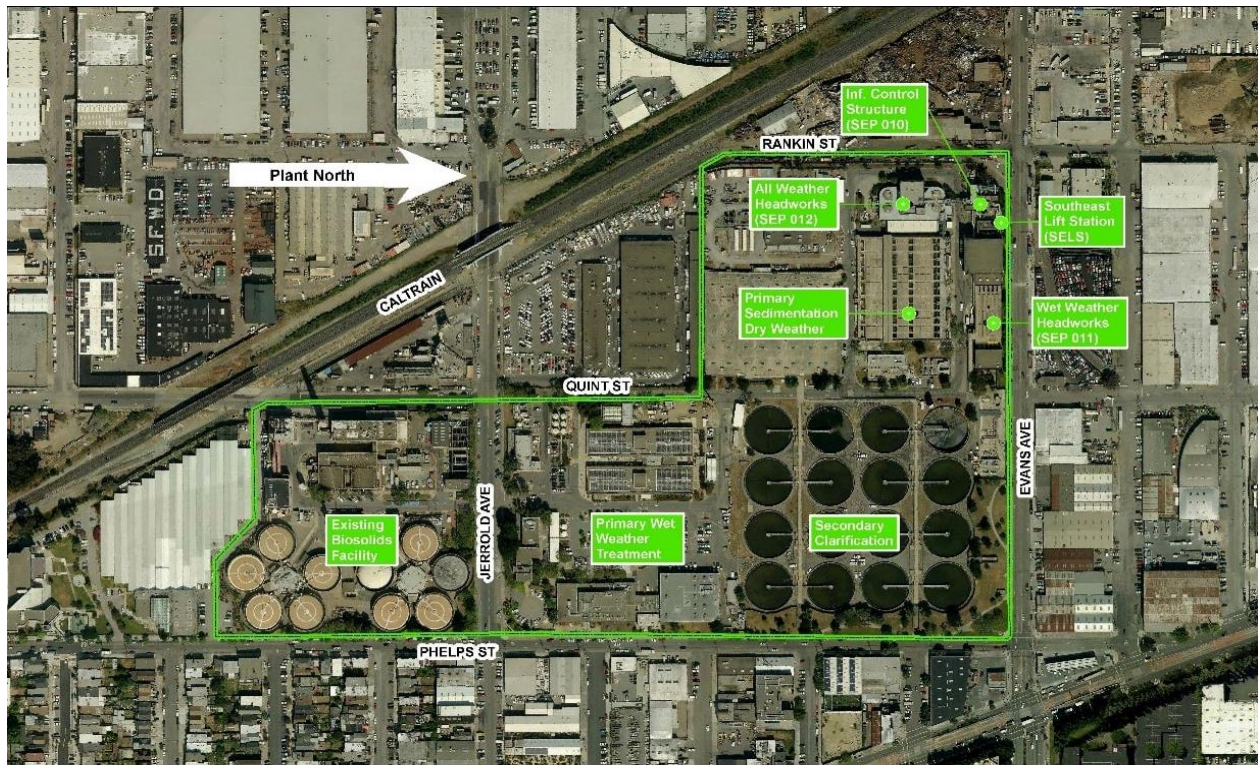 Inf. Control
Structure
(SEP 010)
RANKIN ST
Plant North
All Weather
Headworks
(SEP 012)
Southeast
Lift Station
(SELS)
S.F.W.D
CALTRAIN
Primary
Sedimentation
Dry Weather
Wet Weather
Headworks
(SEP 011)
QUINT ST
EVANS AVE
JERROLD AVE
Existing
Biosolids
Facility
Primary Wet
Weather
Treatment
Secondary
Clarification
PHELPS ST